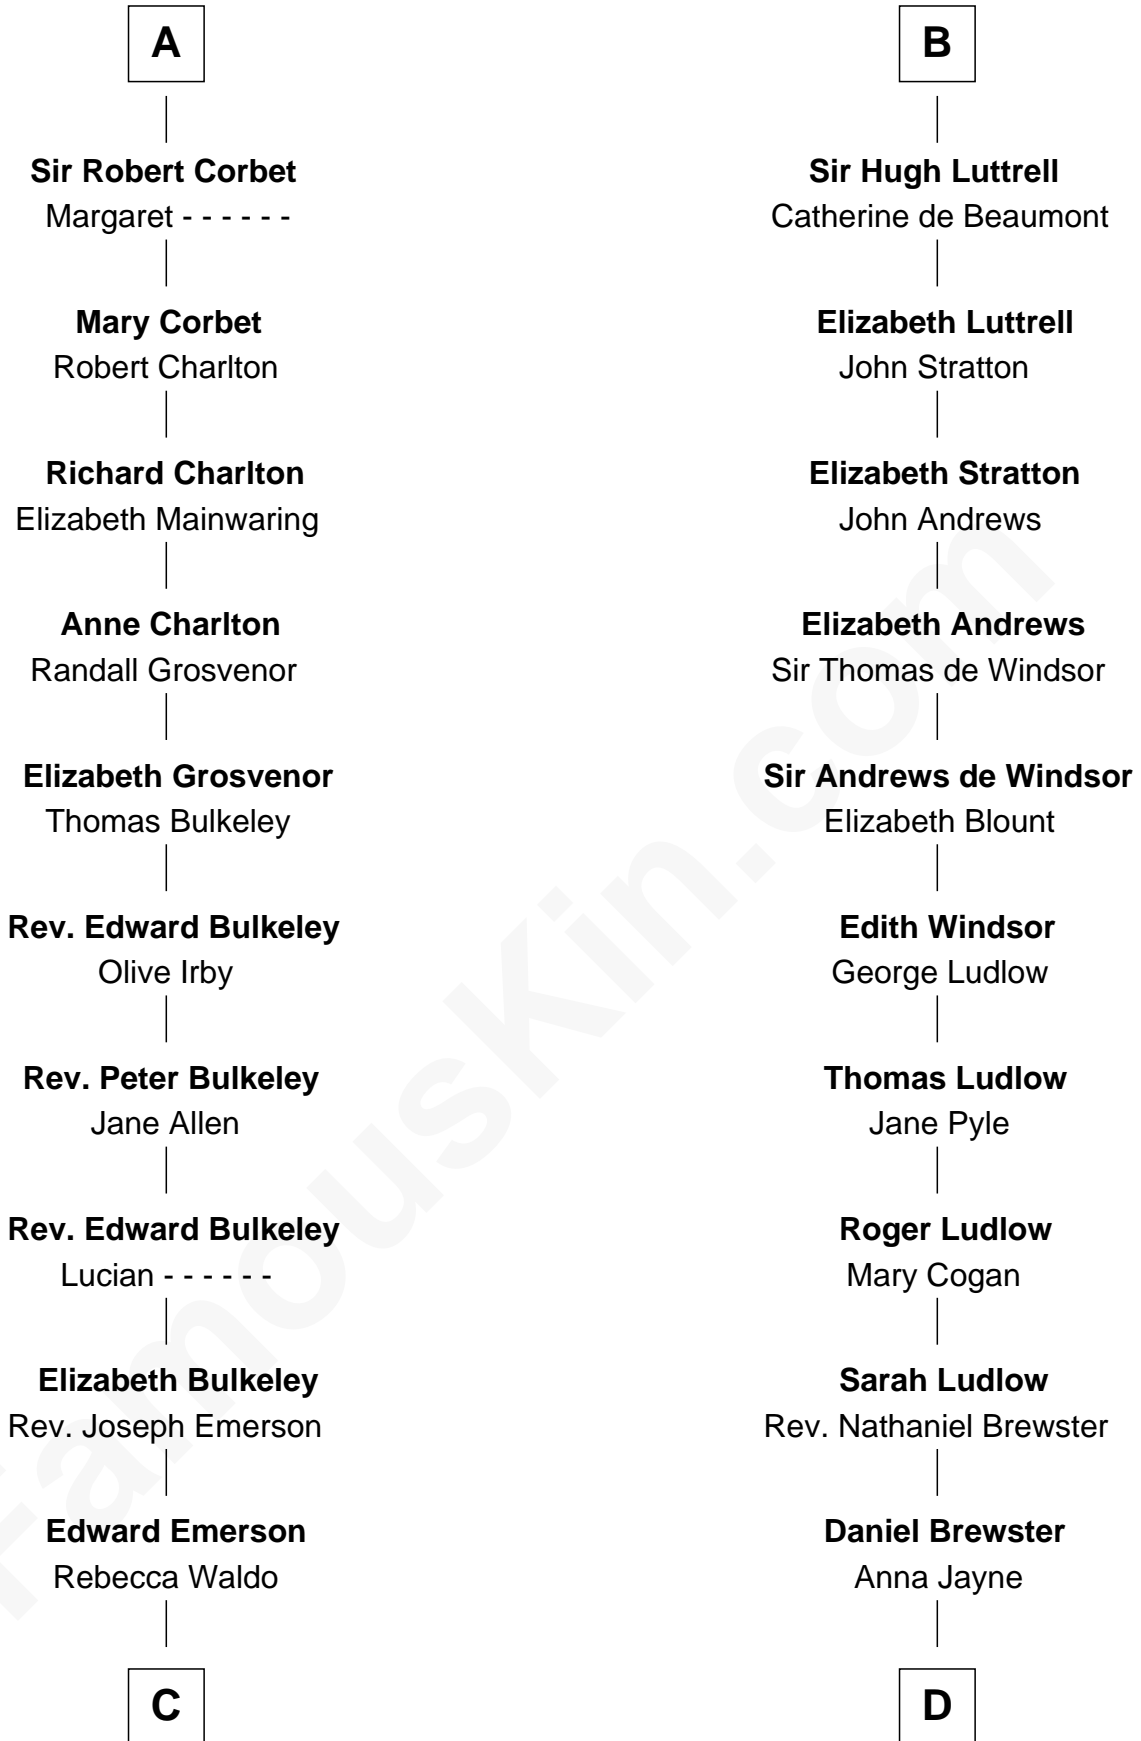 A
Sir Robert Corbet
Margaret - - - - - -
Mary Corbet
Robert Charlton
Richard Charlton
Elizabeth Mainwaring
Anne Charlton
Randall Grosvenor
Elizabeth Grosvenor
Thomas Bulkeley
Rev. Edward Bulkeley
Olive Irby
Rev. Peter Bulkeley
Jane Allen
Rev. Edward Bulkeley
Lucian - - - - - -
Elizabeth Bulkeley
Rev. Joseph Emerson
Edward Emerson
Rebecca Waldo
C
B
Sir Hugh Luttrell
Catherine de Beaumont
Elizabeth Luttrell
John Stratton
Elizabeth Stratton
John Andrews
Elizabeth Andrews
Sir Thomas de Windsor
Sir Andrews de Windsor
Elizabeth Blount
Edith Windsor
George Ludlow
Thomas Ludlow
Jane Pyle
Roger Ludlow
Mary Cogan
Sarah Ludlow
Rev. Nathaniel Brewster
Daniel Brewster
Anna Jayne
D
FamousKin.com